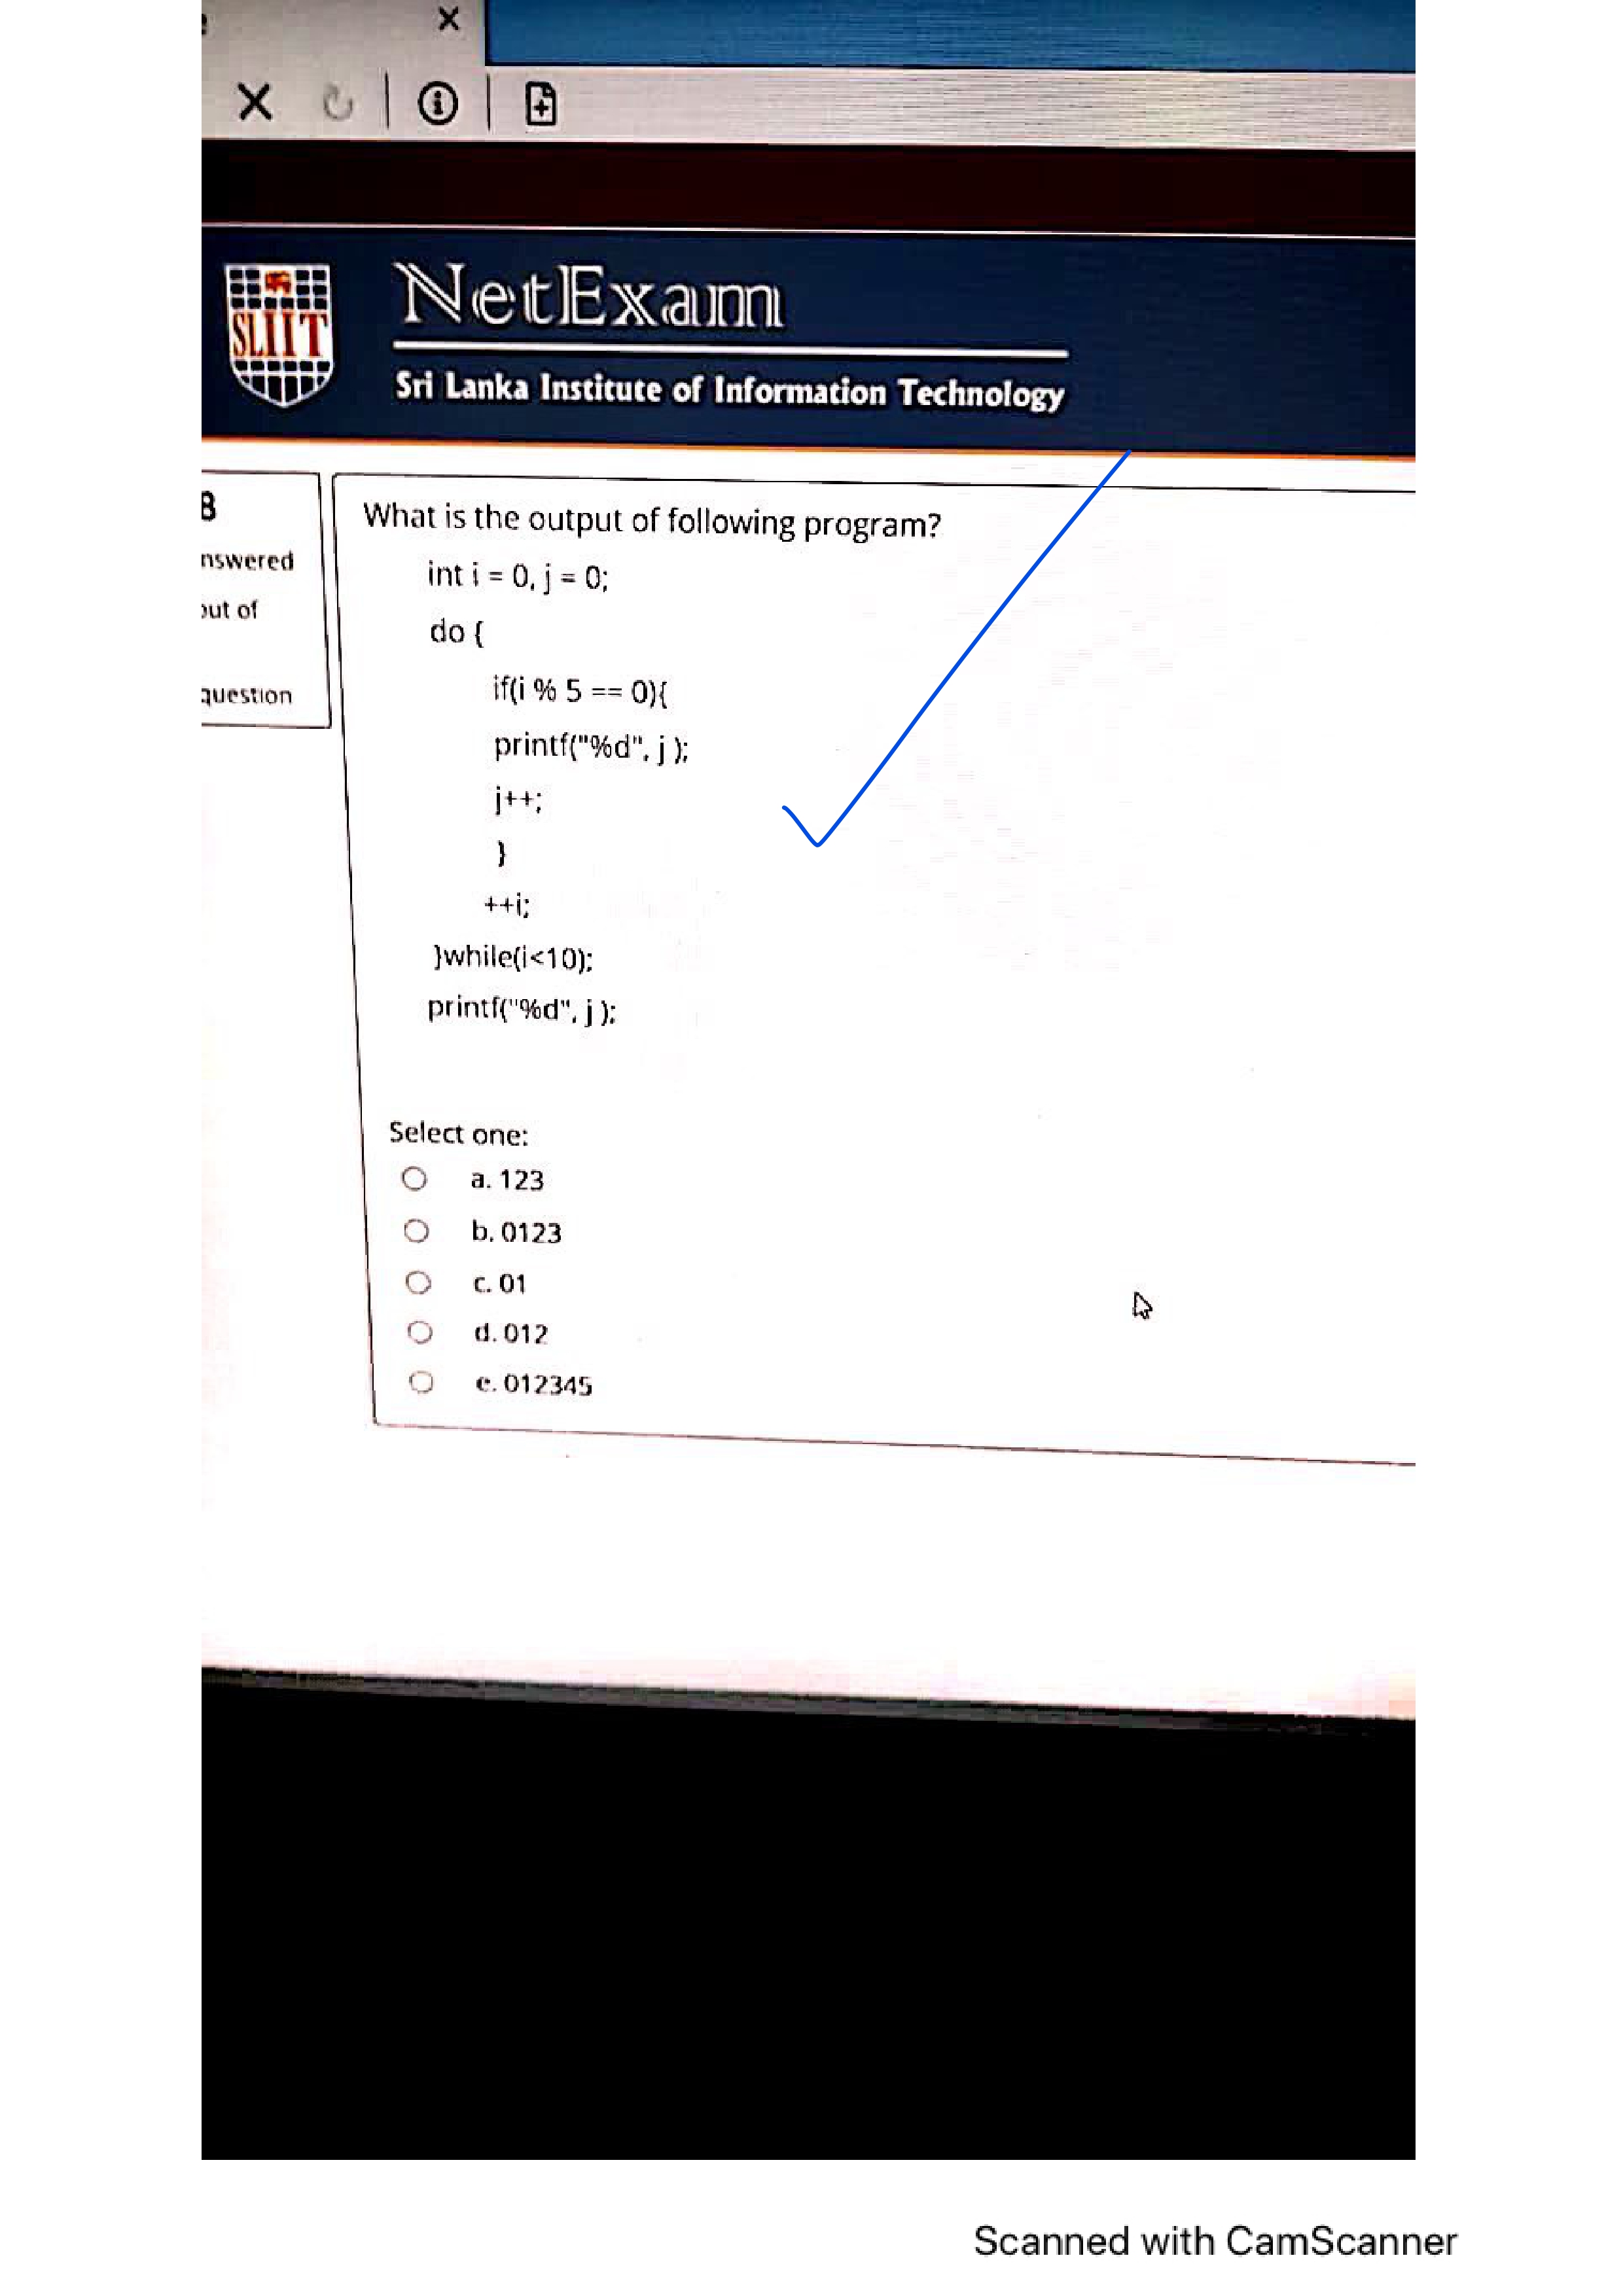 NetExam
SLIIT
Sri Lanka Institute of Information Technology
nswered
out of
question
What is the output of following program?
int i = 0, j = 0;
do {
if(i % 5 == 0){
printf("%d", j );
j++;
}
++i;
}while(i<10);
printf("%d", j );
Select one:
a. 123
b. 0123
c. 01
d. 012
e. 012345
Scanned with CamScanner